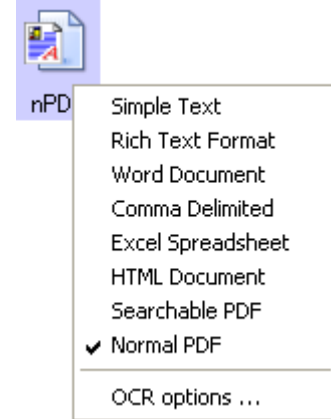 nPD
Simple Text
Rich Text Format
Word Document
Comma Delimited
Excel Spreadsheet
HTML Document
Searchable PDF
Normal PDF
OCR options ...